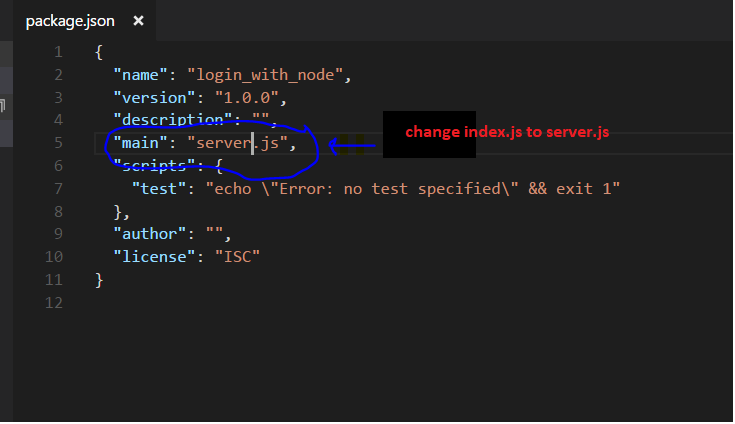 package.json ×
1 {
2 "name": "login_with_node",
3 "version": "1.0.0",
4 "description": "",
5 "main": "server.js",
change index.js to server.js
6 "scripts": {
7 "test": "echo \"Error: no test specified\" && exit 1"
8 },
9 "author": "",
10 "license": "ISC"
11 }
12